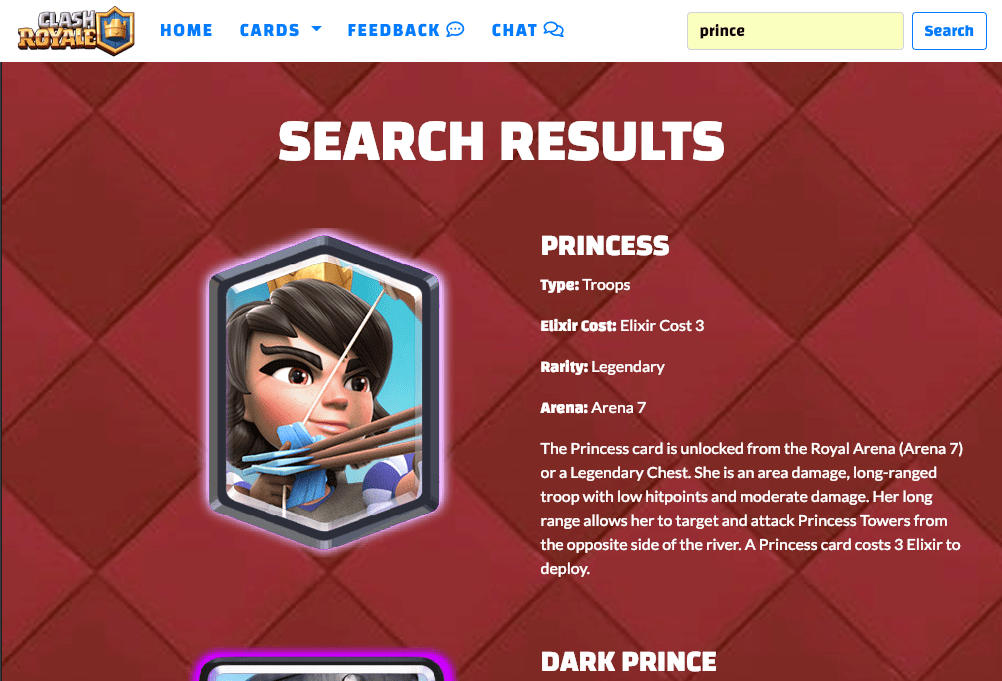 CLASH
ROYALE
HOME CARDS FEEDBACK CHAT prince Search
SEARCH RESULTS
PRINCESS
Type: Troops
Elixir Cost: Elixir Cost 3
Rarity: Legendary
Arena: Arena 7
The Princess card is unlocked from the Royal Arena (Arena 7)
or a Legendary Chest. She is an area damage, long-ranged
troop with low hitpoints and moderate damage. Her long
range allows her to target and attack Princess Towers from
the opposite side of the river. A Princess card costs 3 Elixir to
deploy.
DARK PRINCE